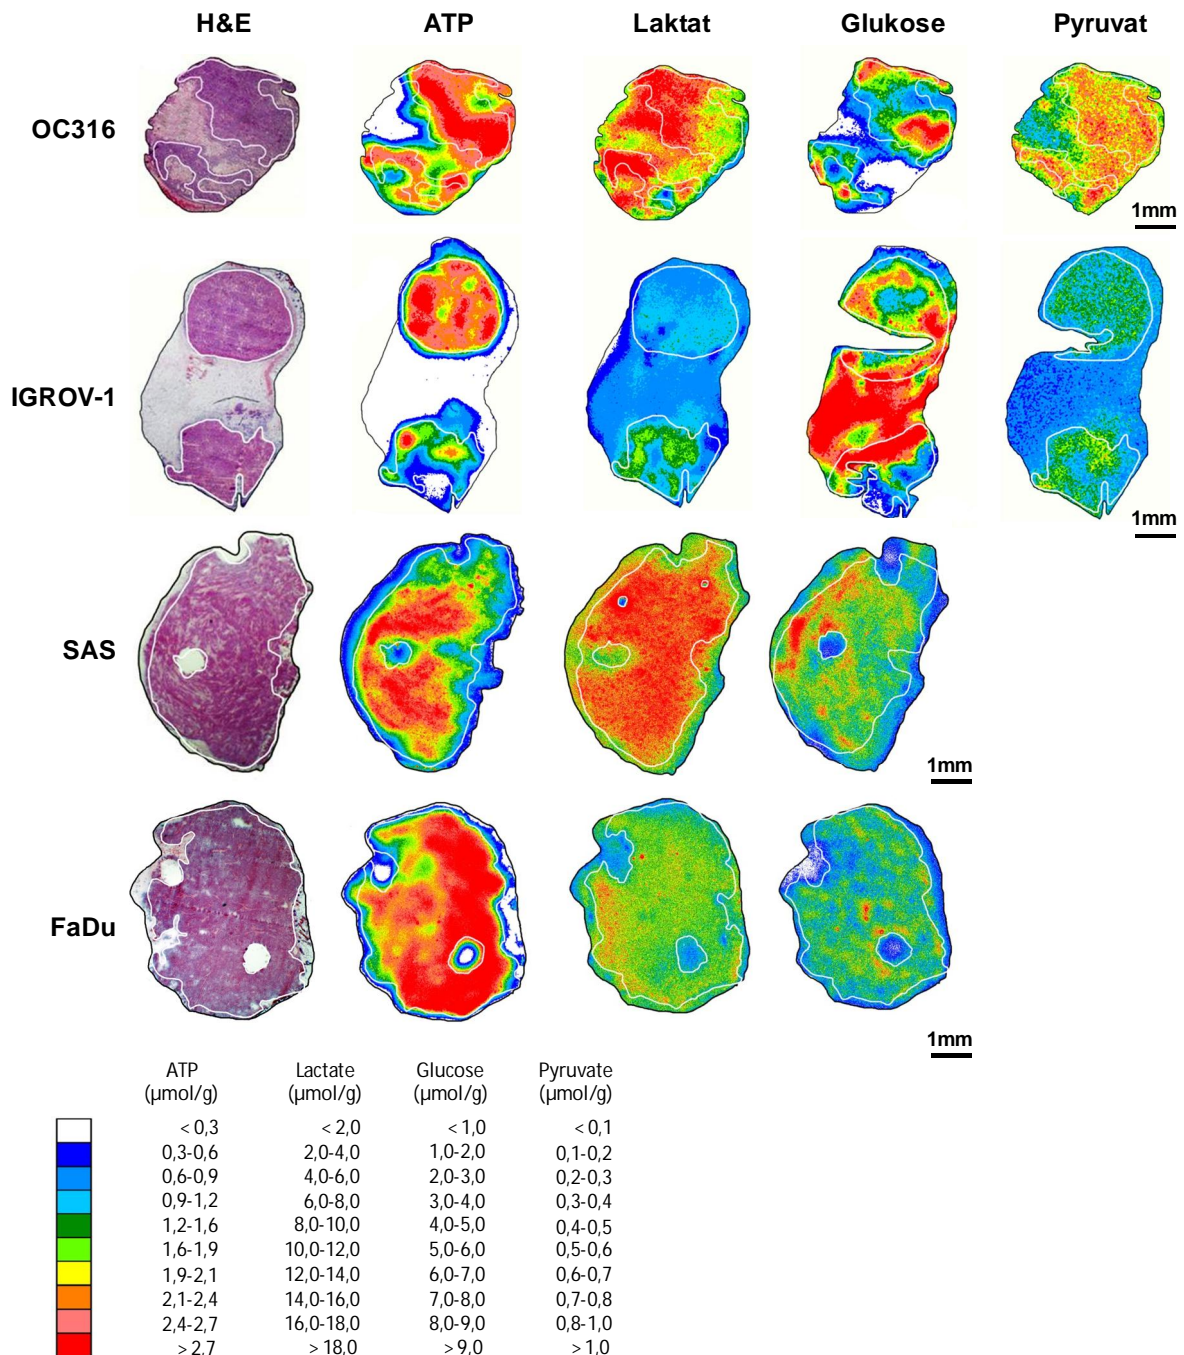 H&E ATP Laktat Glukose Pyruvat
OC316
1mm
IGROV-1
1mm
SAS
1mm
FaDu
1mm
ATP Lactate Glucose Pyruvate
(µmol/g) (µmol/g) (µmol/g) (µmol/g)
< 0,3 < 2,0 < 1,0 < 0,1
0,3-0,6 2,0-4,0 1,0-2,0 0,1-0,2
0,6-0,9 4,0-6,0 2,0-3,0 0,2-0,3
0,9-1,2 6,0-8,0 3,0-4,0 0,3-0,4
1,2-1,6 8,0-10,0 4,0-5,0 0,4-0,5
1,6-1,9 10,0-12,0 5,0-6,0 0,5-0,6
1,9-2,1 12,0-14,0 6,0-7,0 0,6-0,7
2,1-2,4 14,0-16,0 7,0-8,0 0,7-0,8
2,4-2,7 16,0-18,0 8,0-9,0 0,8-1,0
> 2,7 > 18,0 > 9,0 > 1,0